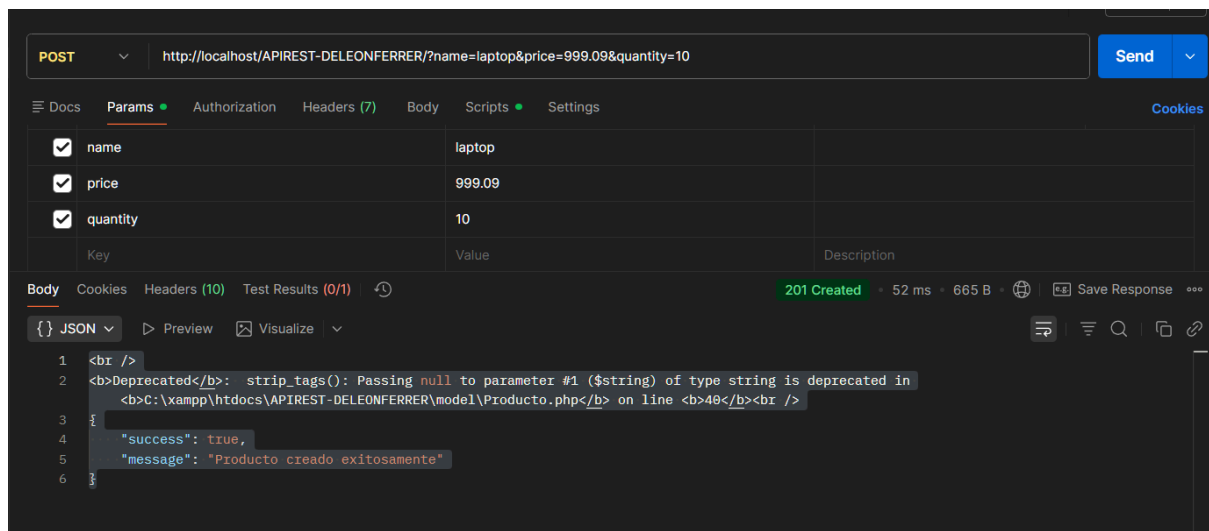 POST http://localhost/APIREST-DELEONFERRER/?name=laptop&price=999.09&quantity=10 Send
Docs Params Authorization Headers (7) Body Scripts Settings Cookies
name laptop
price 999.09
quantity 10
Key Value Description
Body Cookies Headers (10) Test Results (0/1) 201 Created 52 ms 665 B e.g. Save Response
{} JSON Preview Visualize
1 <br />
2 <b>Deprecated</b>:  strip_tags(): Passing null to parameter #1 ($string) of type string is deprecated in
<b>C:\xampp\htdocs\APIREST-DELEONFERRER\model\Producto.php</b> on line <b>40</b><br />
3 {
4 "success": true,
5 "message": "Producto creado exitosamente"
6 }